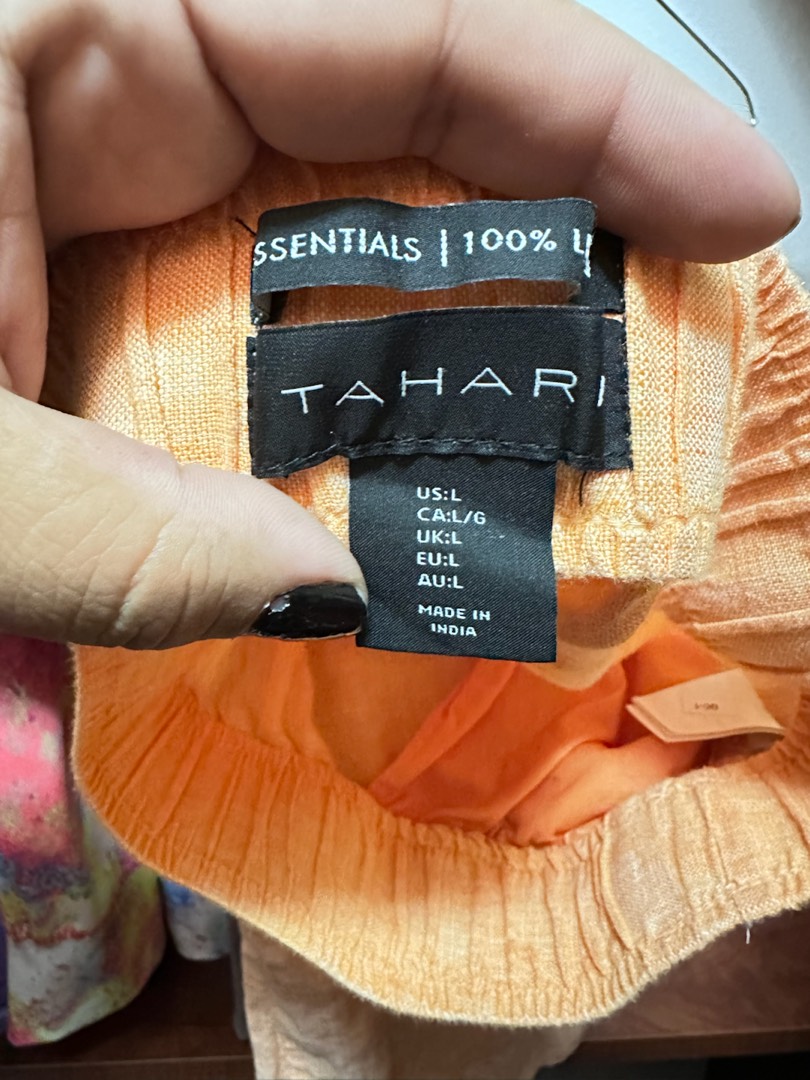 SSENTIALS | 100%
TAHARI
US:L
CA:L/G
UK:L
EU:L
AU:L
MADE IN
INDIA